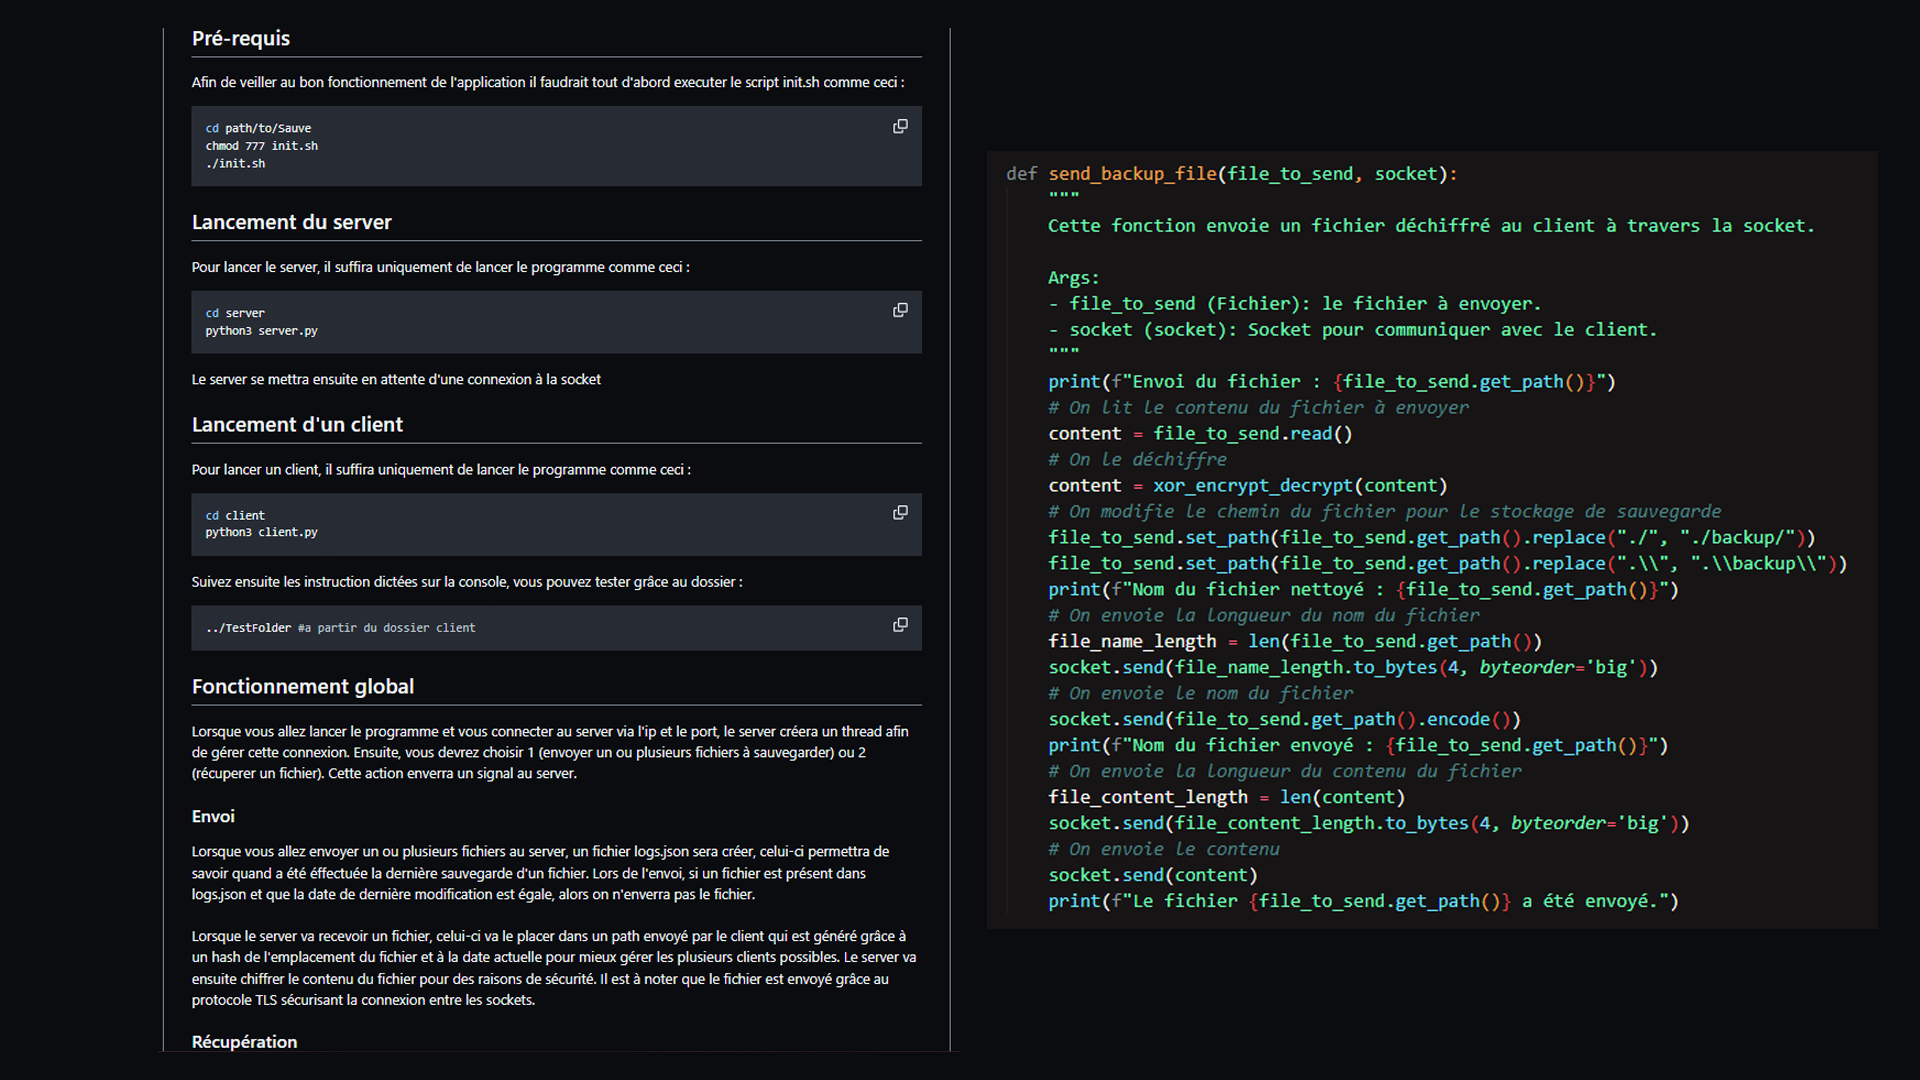 Pré-requis
Afin de veiller au bon fonctionnement de l'application il faudrait tout d'abord executer le script init.sh comme ceci :
cd path/to/Sauve
chmod 777 init.sh
./init.sh
Lancement du server
Pour lancer le server, il suffira uniquement de lancer le programme comme ceci :
cd server
python3 server.py
Le server se mettra ensuite en attente d'une connexion à la socket
Lancement d'un client
Pour lancer un client, il suffira uniquement de lancer le programme comme ceci :
cd client
python3 client.py
Suivez ensuite les instruction dictées sur la console, vous pouvez tester grâce au dossier :
../TestFolder #a partir du dossier client
Fonctionnement global
Lorsque vous allez lancer le programme et vous connecter au server via l'ip et le port, le server créera un thread afin
de gérer cette connexion. Ensuite, vous devrez choisir 1 (envoyer un ou plusieurs fichiers à sauvegarder) ou 2
(récuperer un fichier). Cette action enverra un signal au server.
Envoi
Lorsque vous allez envoyer un ou plusieurs fichiers au server, un fichier logs.json sera créer, celui-ci permettra de
savoir quand a été éffectuée la dernière sauvegarde d'un fichier. Lors de l'envoi, si un fichier est présent dans
logs.json et que la date de dernière modification est égale, alors on n'enverra pas le fichier.
Lorsque le server va recevoir un fichier, celui-ci va le placer dans un path envoyé par le client qui est généré grâce à
un hash de l'emplacement du fichier et à la date actuelle pour mieux gérer les plusieurs clients possibles. Le server va
ensuite chiffrer le contenu du fichier pour des raisons de sécurité. Il est à noter que le fichier est envoyé grâce au
protocole TLS sécurisant la connexion entre les sockets.
Récupération
def send_backup_file(file_to_send, socket):
"""
Cette fonction envoie un fichier déchiffré au client à travers la socket.
Args:
- file_to_send (Fichier): le fichier à envoyer.
- socket (socket): Socket pour communiquer avec le client.
"""
print(f"Envoi du fichier : {file_to_send.get_path()}")
# On lit le contenu du fichier à envoyer
content = file_to_send.read()
# On le déchiffre
content = xor_encrypt_decrypt(content)
# On modifie le chemin du fichier pour le stockage de sauvegarde
file_to_send.set_path(file_to_send.get_path().replace("./", "./backup/"))
file_to_send.set_path(file_to_send.get_path().replace(".\\", ".\\backup\\"))
print(f"Nom du fichier nettoyé : {file_to_send.get_path()}")
# On envoie la longueur du nom du fichier
file_name_length = len(file_to_send.get_path())
socket.send(file_name_length.to_bytes(4, byteorder='big'))
# On envoie le nom du fichier
socket.send(file_to_send.get_path().encode())
print(f"Nom du fichier envoyé : {file_to_send.get_path()}")
# On envoie la longueur du contenu du fichier
file_content_length = len(content)
socket.send(file_content_length.to_bytes(4, byteorder='big'))
# On envoie le contenu
socket.send(content)
print(f"Le fichier {file_to_send.get_path()} a été envoyé.")